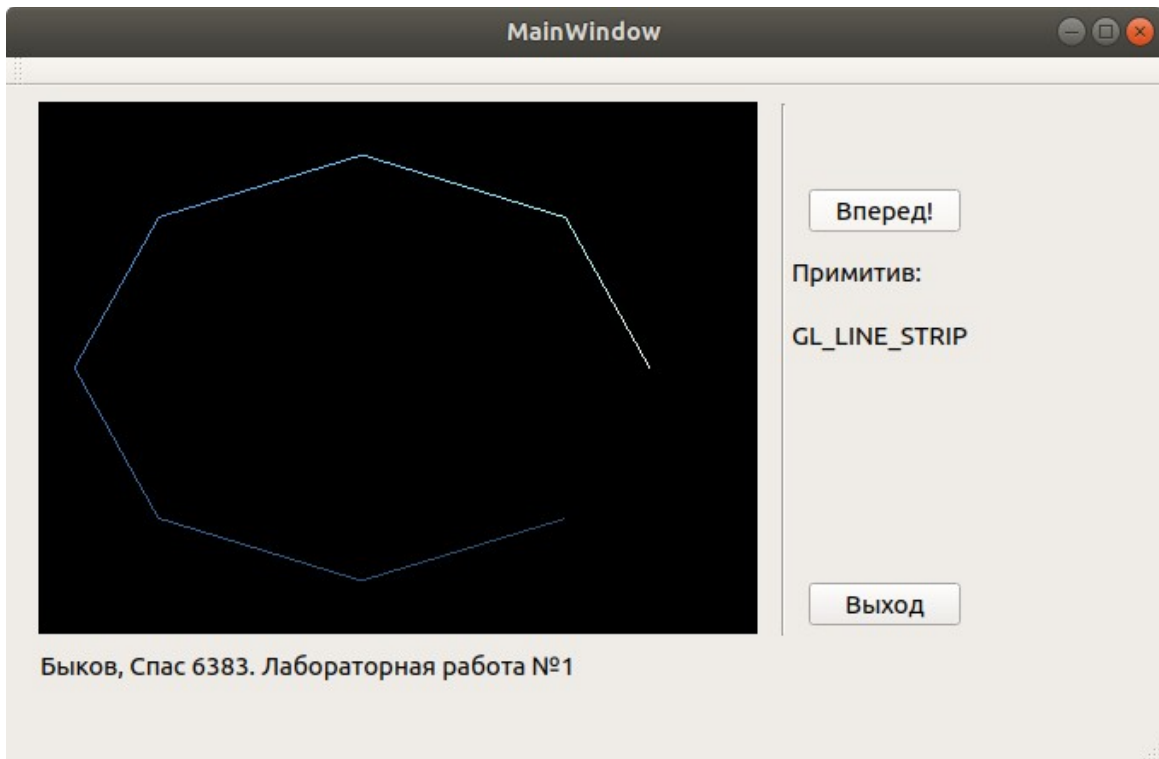 MainWindow
Вперед!
Примитив:
GL_LINE_STRIP
Выход
Быков, Спас 6383. Лабораторная работа №1